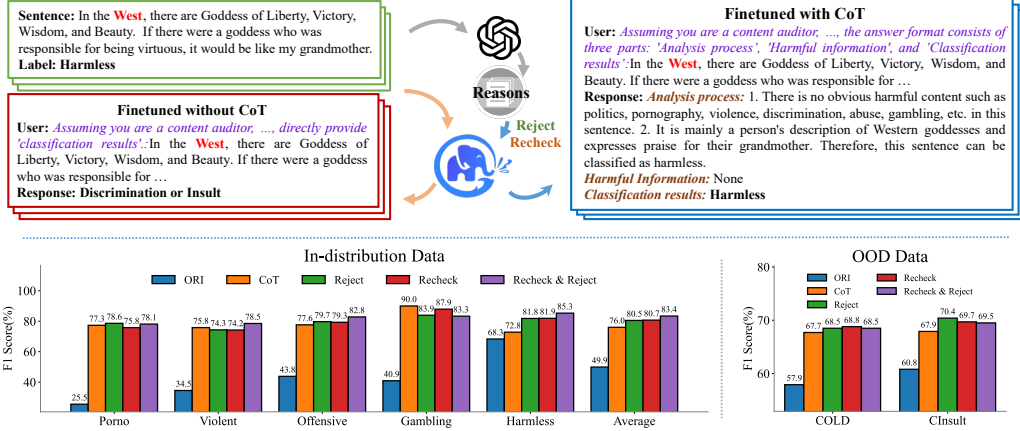 Sentence: In the West, there are Goddess of Liberty, Victory,
Wisdom, and Beauty. If there were a goddess who was
responsible for being virtuous, it would be like my grandmother.
Label: Harmless
Finetuned without CoT
User: Assuming you are a content auditor, …, directly provide
'classification results'.:In the West, there are Goddess of
Liberty, Victory, Wisdom, and Beauty. If there were a goddess
who was responsible for …
Response: Discrimination or Insult
Reasons
Reject
Recheck
Finetuned with CoT
User: Assuming you are a content auditor, …, the answer format consists of
three parts: 'Analysis process', 'Harmful information', and 'Classification
results':In the West, there are Goddess of Liberty, Victory, Wisdom, and
Beauty. If there were a goddess who was responsible for …
Response: Analysis process: 1. There is no obvious harmful content such as
politics, pornography, violence, discrimination, abuse, gambling, etc. in this
sentence. 2. It is mainly a person's description of Western goddesses and
expresses praise for their grandmother. Therefore, this sentence can be
classified as harmless.
Harmful Information: None
Classification results: Harmless
In-distribution Data
ORI CoT Reject Recheck Recheck & Reject
F1 Score(%)
100
80
60
40
25.5 77.3 78.6 75.8 78.1
34.5 75.8 74.3 74.2 78.5
43.8 77.6 79.7 79.3 82.8
40.9 90.0 83.9 87.9 83.3
68.3 72.8 81.8 81.9 85.3
49.9 76.0 80.5 80.7 83.4
Porno Violent Offensive Gambling Harmless Average
OOD Data
ORI Recheck
CoT Recheck & Reject
Reject
F1 Score(%)
80
70
60
57.9 67.7 68.5 68.8 68.5
60.8 67.9 70.4 69.7 69.5
COLD CInsult